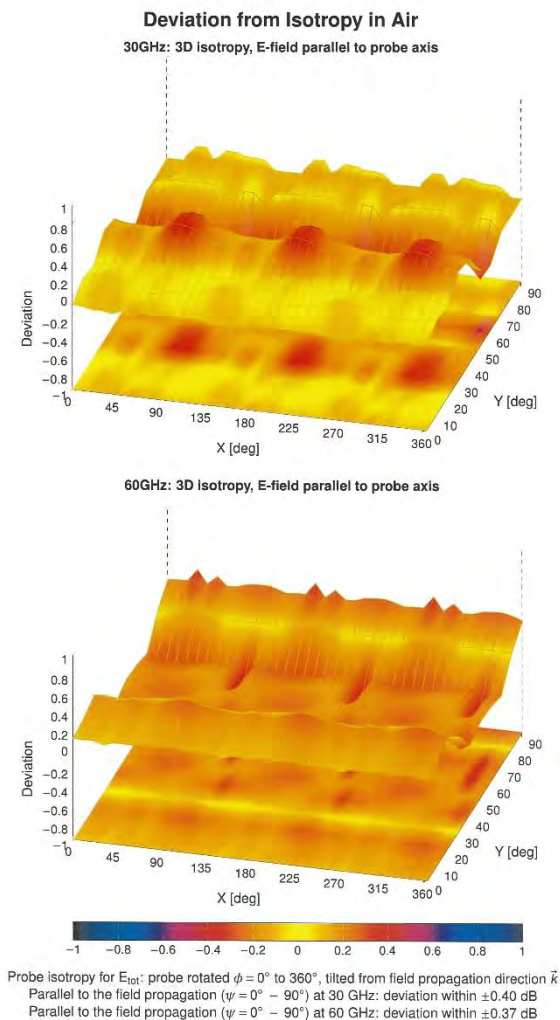 Deviation from Isotropy in Air
30GHz: 3D isotropy, E-field parallel to probe axis
1
0.8
0.6
0.4
0.2
0
−0.2
−0.4
−0.6
−0.8
−1
Deviation
0 45 90 135 180 225 270 315 360
X [deg]
0 10 20 30 40 50 60 70 80 90
Y [deg]
60GHz: 3D isotropy, E-field parallel to probe axis
1
0.8
0.6
0.4
0.2
0
−0.2
−0.4
−0.6
−0.8
−1
Deviation
0 45 90 135 180 225 270 315 360
X [deg]
0 10 20 30 40 50 60 70 80 90
Y [deg]
−1 −0.8 −0.6 −0.4 −0.2 0 0.2 0.4 0.6 0.8 1
Probe isotropy for Etot: probe rotated ϕ = 0° to 360°, tilted from field propagation direction k⃗
Parallel to the field propagation (ψ = 0° − 90°) at 30 GHz: deviation within ±0.40 dB
Parallel to the field propagation (ψ = 0° − 90°) at 60 GHz: deviation within ±0.37 dB